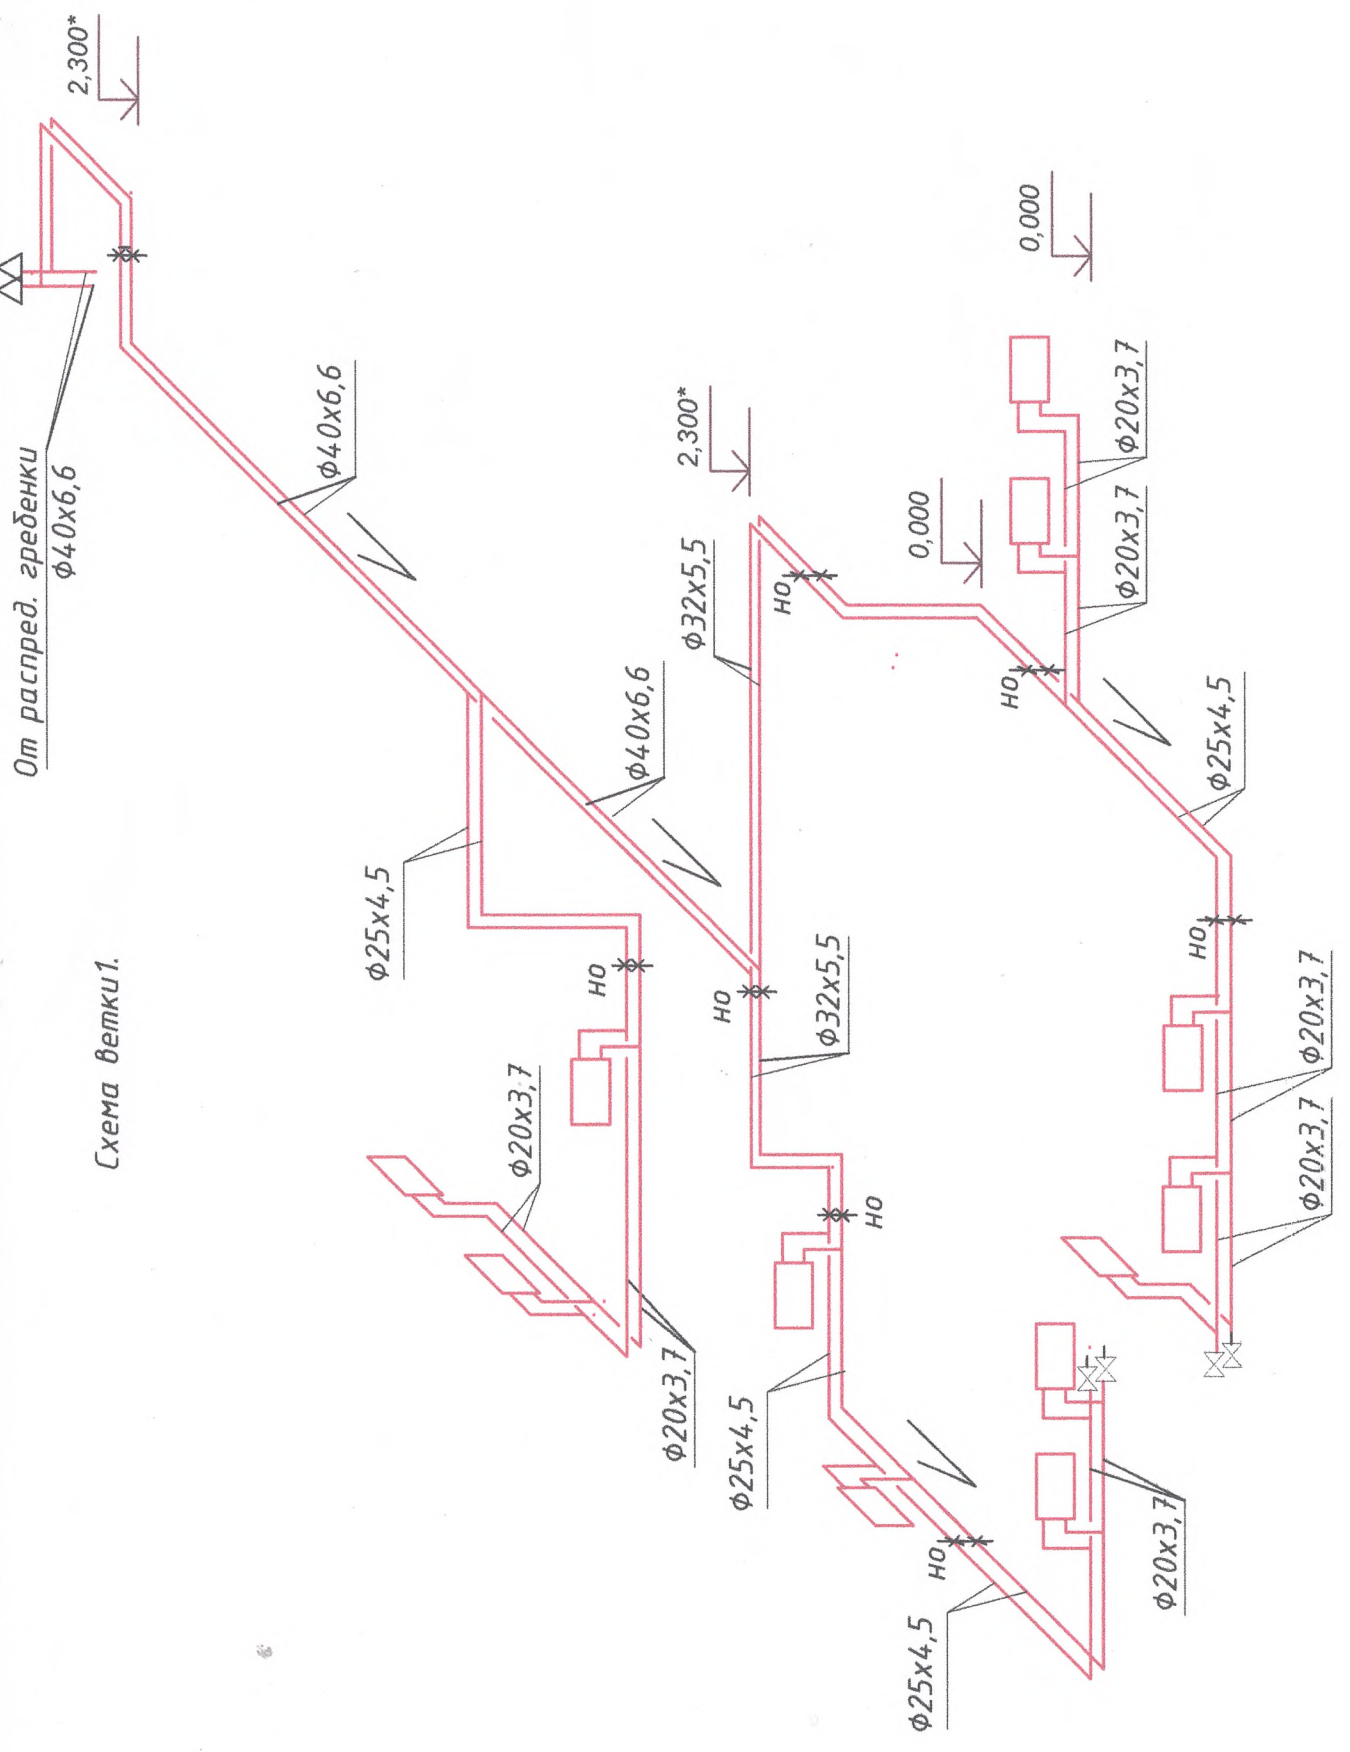 Схема ветки1.
От распред. гребенки
ф40х6,6
2,300*
ф40х6,6
ф25х4,5
ф40х6,6
2,300*
ф32х5,5
НО
НО
ф20х3,7
ф20х3,7
НО
ф32х5,5
НО
0,000
0,000
НО
ф20х3,7
ф20х3,7
ф25х4,5
ф25х4,5
НО
ф25х4,5
ф20х3,7
НО
ф20х3,7
ф20х3,7